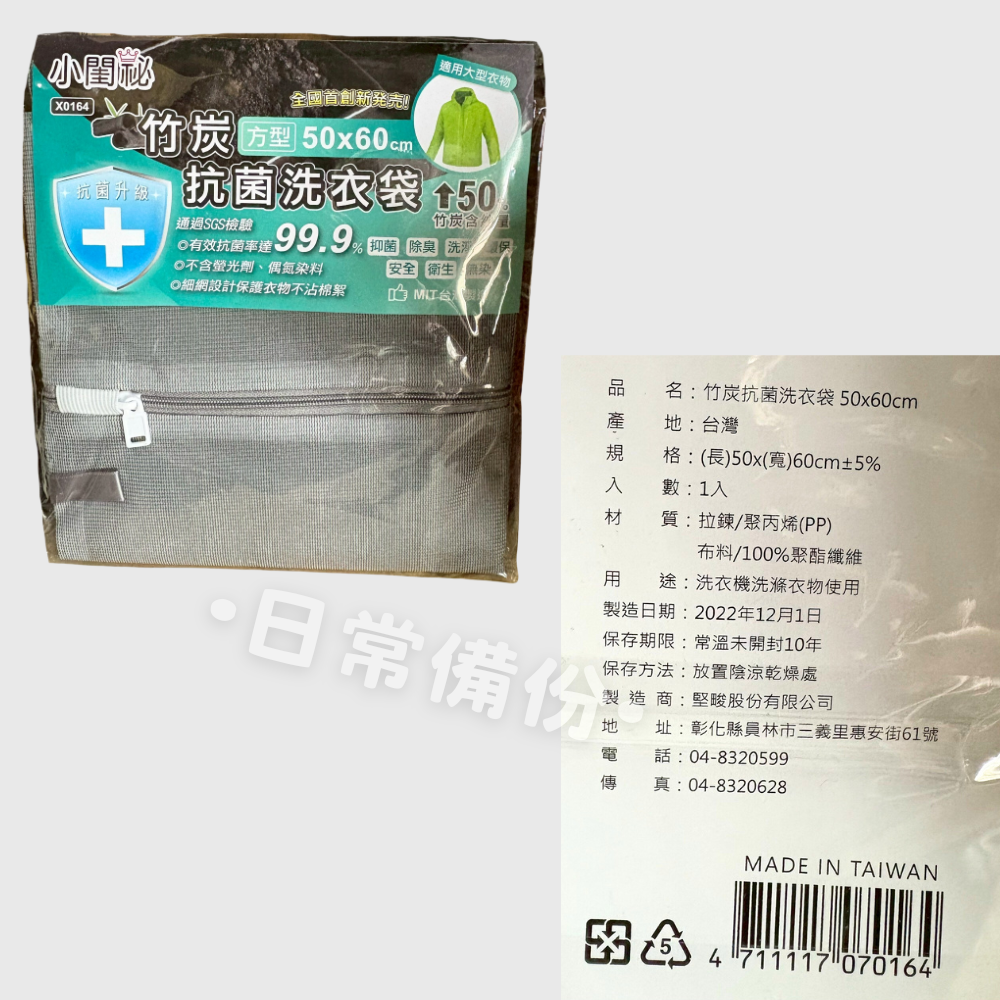 小閨祕
X0164
全國首創新発売!
適用大型衣物
竹炭 方型 50x60cm
抗菌洗衣袋
抗菌升級
50
竹炭含
通過SGS檢驗
◎有效抗菌率達99.9%
◎不含螢光劑、偶氮染料
◎細網設計保護衣物不沾棉絮
抑菌 除臭
安全 衛生
MIT台灣
•日常備份•
品名:竹炭抗菌洗衣袋 50x60cm
產地:台灣
規格:(長)50x(寬)60cm±5%
入數:1入
材質:拉鍊/聚丙烯(PP)
布料/100%聚酯纖維
用途:洗衣機洗滌衣物使用
製造日期:2022年12月1日
保存期限:常溫未開封10年
保存方法:放置陰涼乾燥處
製造商:堅畯股份有限公司
地址:彰化縣員林市三義里惠安街61號
電話:04-8320599
傳真:04-8320628
MADE IN TAIWAN
5
4 711117 070164